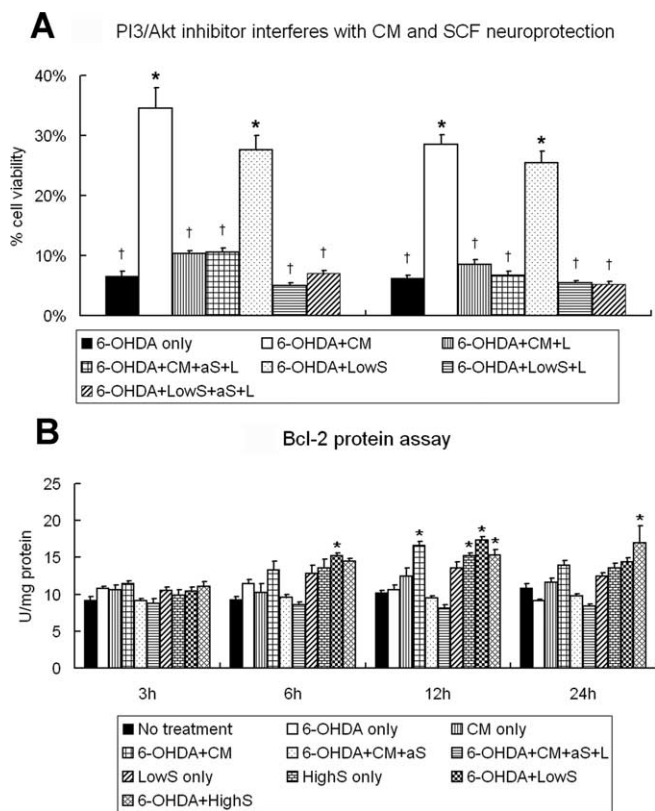 A
PI3/Akt inhibitor interferes with CM and SCF neuroprotection
40%
30%
20%
10%
0%
% cell viability
*
*
*
*
†
†
†
†
†
†
†
†
†
†
6-OHDA only
6-OHDA+CM
6-OHDA+CM+L
6-OHDA+CM+aS+L
6-OHDA+LowS
6-OHDA+LowS+L
6-OHDA+LowS+aS+L
B
Bcl-2 protein assay
25
20
15
10
5
0
U/mg protein
*
*
*
*
*
*
3h
6h
12h
24h
No treatment
6-OHDA only
CM only
6-OHDA+CM
6-OHDA+CM+aS
6-OHDA+CM+aS+L
LowS only
HighS only
6-OHDA+LowS
6-OHDA+HighS